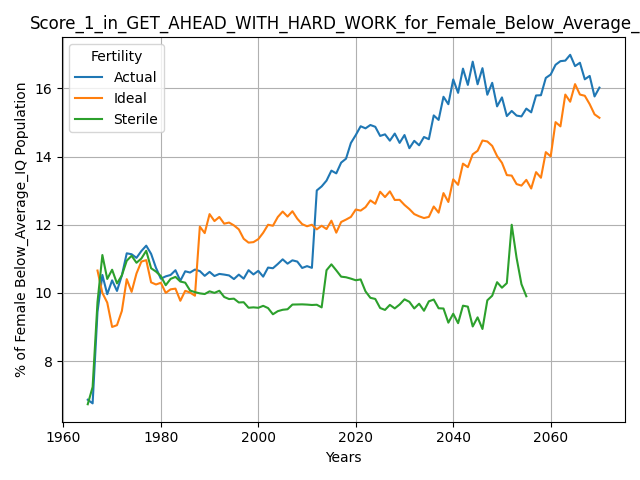 Score_1_in_GET_AHEAD_WITH_HARD_WORK_for_Female_Below_Average_
Fertility
Actual
Ideal
Sterile
% of Female Below_Average_IQ Population
16
14
12
10
8
1960
1980
2000
2020
2040
2060
Years